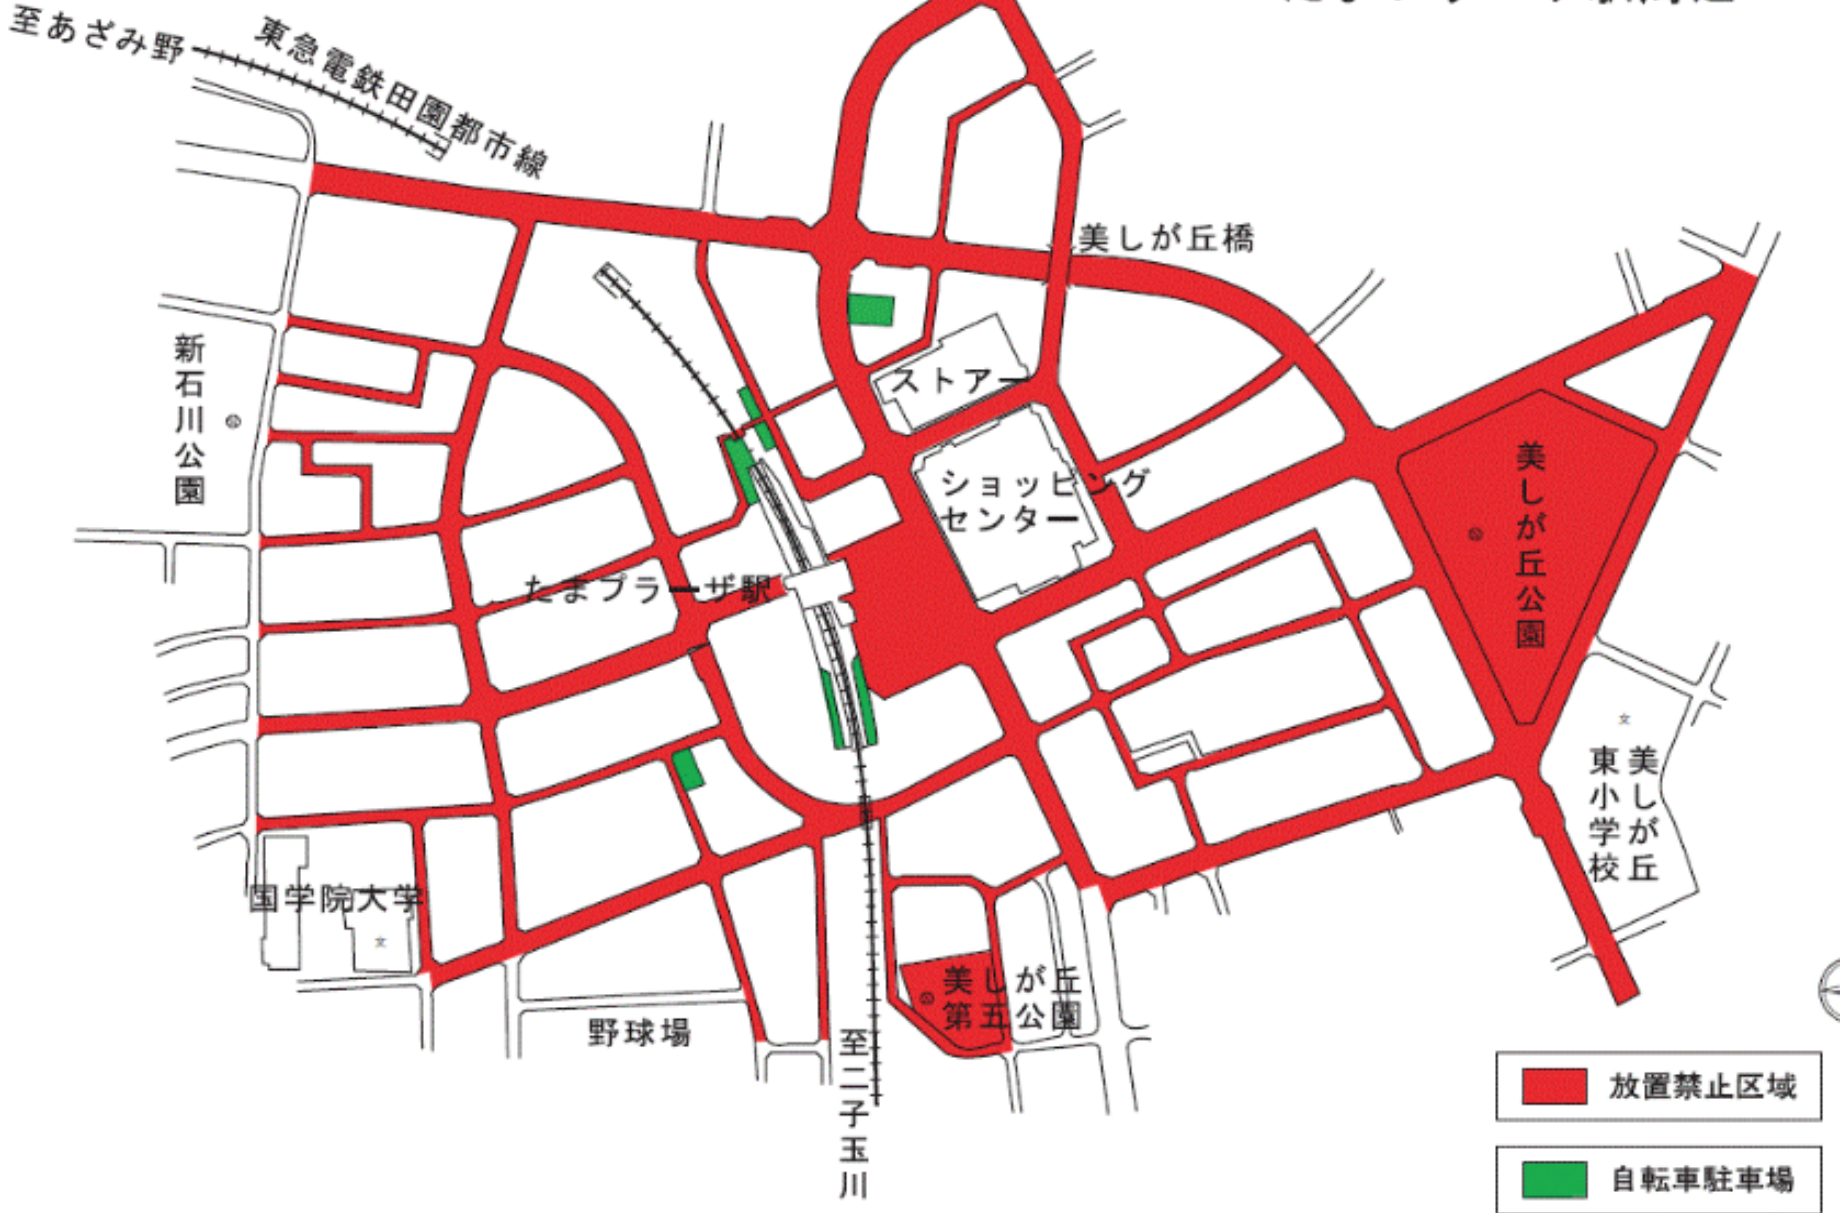 至あざみ野
東急電鉄田園都市線
美しが丘橋
新石川公園
ストアー
ショッピング
センター
美しが丘公園
たまプラーザ駅
文
美しが丘
東小学校
国学院大学
文
美しが丘
第五公園
野球場
至二子玉川
放置禁止区域
自転車駐車場